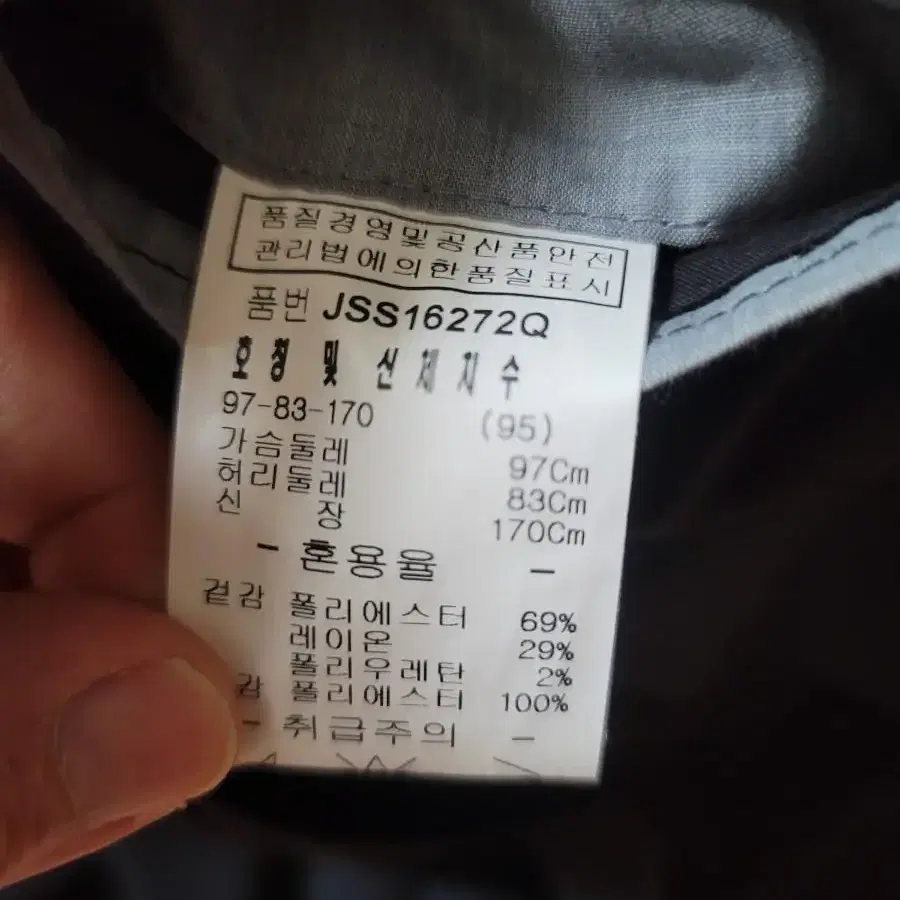 품질경영및공산품안전
관리법에의한품질표시
품번 JSS16272Q
호칭 및 신체치수
97-83-170 (95)
가슴둘레 97Cm
허리둘레 83Cm
신 장 170Cm
- 혼용율 -
겉감 폴리에스터 69%
레이온 29%
폴리우레탄 2%
감 폴리에스터 100%
- 취급주의 -